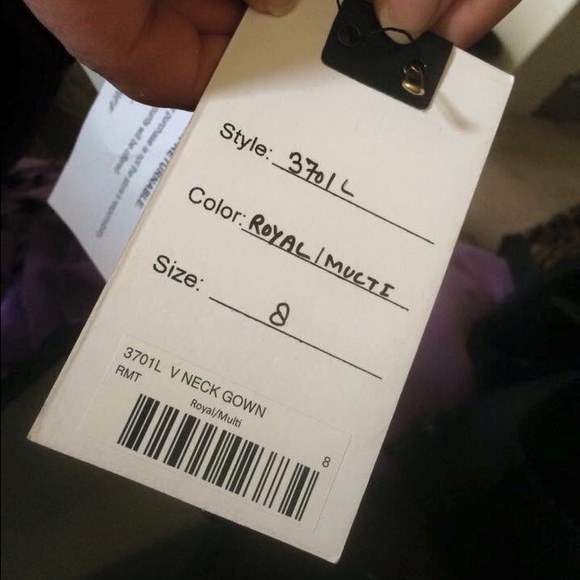 Style: 3701L
Color: ROYAL/MULTI
Size: 8
3701L V NECK GOWN
RMT
Royal/Multi
8